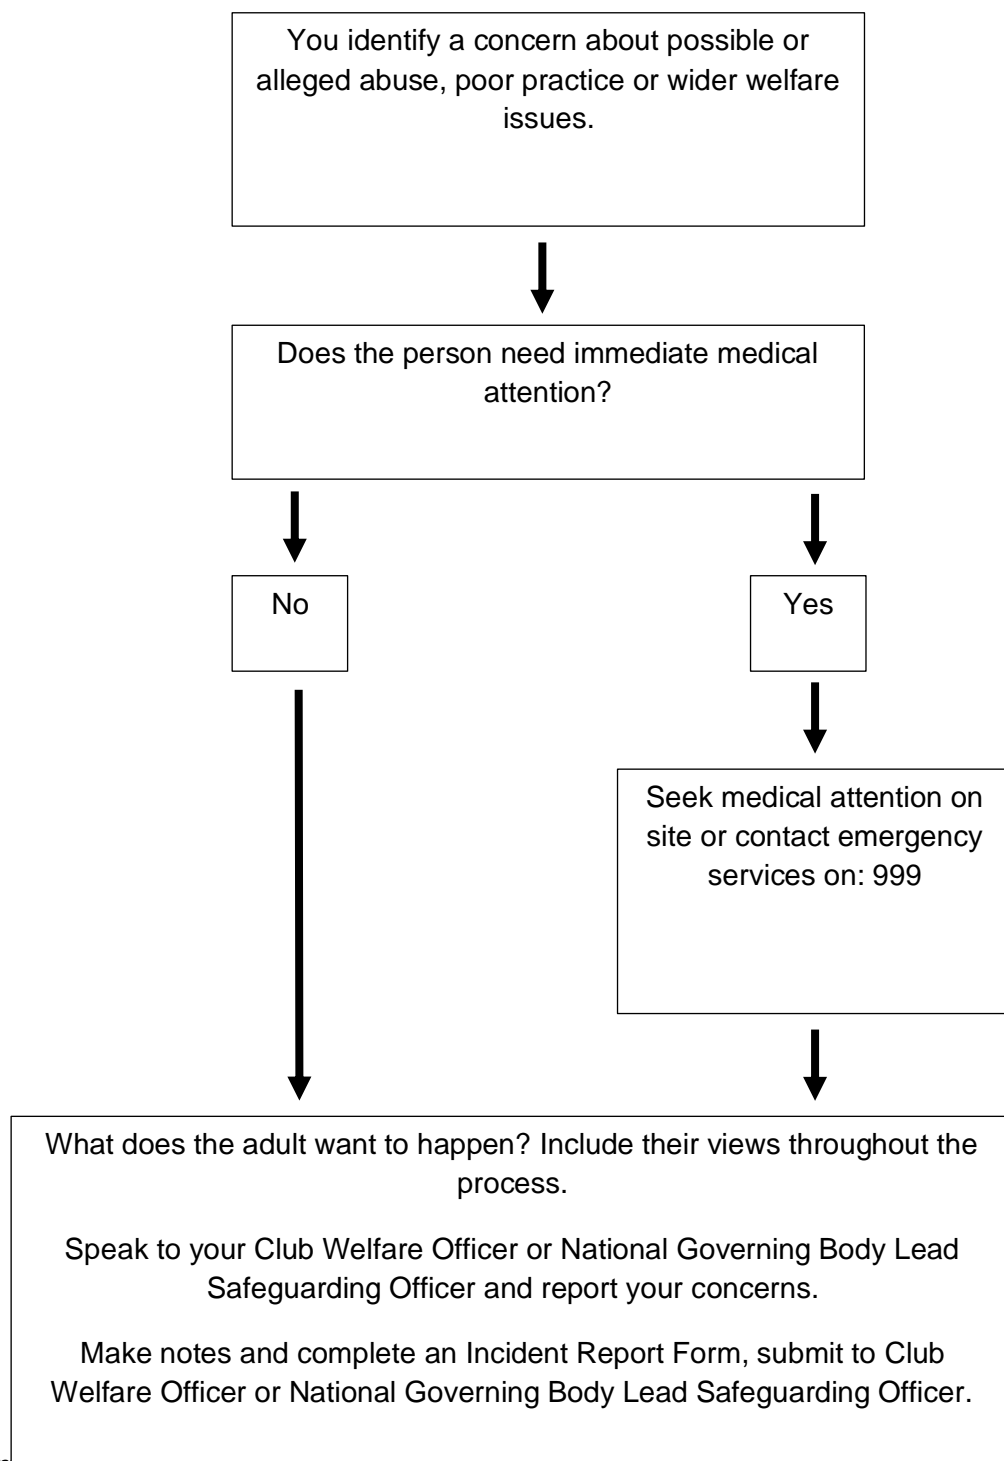 You identify a concern about possible or
alleged abuse, poor practice or wider welfare
issues.
Does the person need immediate medical
attention?
No
Yes
Seek medical attention on
site or contact emergency
services on: 999
What does the adult want to happen? Include their views throughout the
process.
Speak to your Club Welfare Officer or National Governing Body Lead
Safeguarding Officer and report your concerns.
Make notes and complete an Incident Report Form, submit to Club
Welfare Officer or National Governing Body Lead Safeguarding Officer.